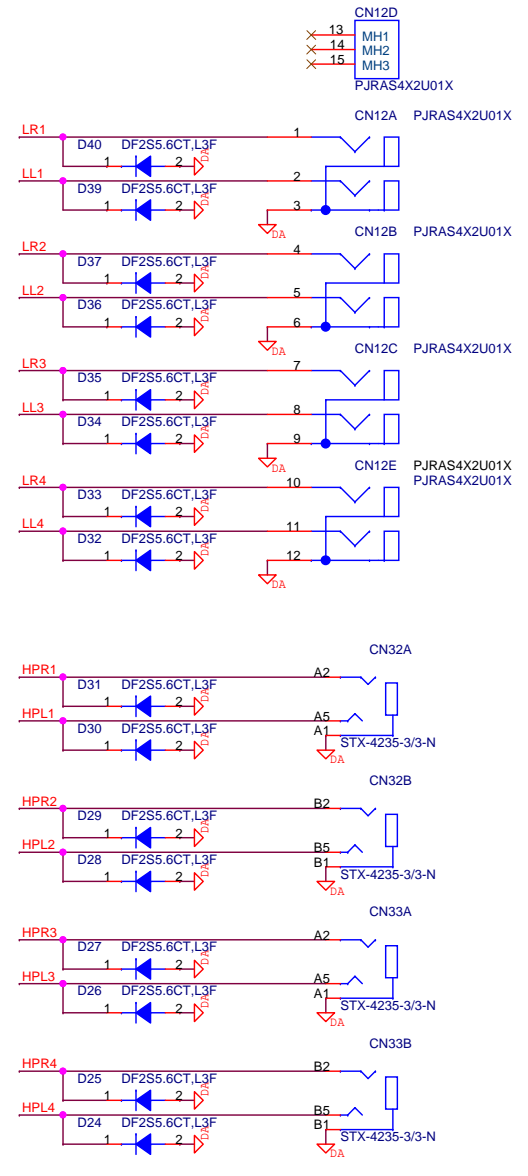 CN12D
13 MH1
14 MH2
15 MH3
PJRAS4X2U01X
CN12A PJRAS4X2U01X
LR1 1
D40 DF2S5.6CT,L3F
1 2 DA
LL1 2
D39 DF2S5.6CT,L3F
1 2 DA 3
DA
CN12B PJRAS4X2U01X
LR2 4
D37 DF2S5.6CT,L3F
1 2 DA
LL2 5
D36 DF2S5.6CT,L3F
1 2 DA 6
DA
CN12C PJRAS4X2U01X
LR3 7
D35 DF2S5.6CT,L3F
1 2 DA
LL3 8
D34 DF2S5.6CT,L3F
1 2 DA 9
DA
CN12E PJRAS4X2U01X
PJRAS4X2U01X
LR4 10
D33 DF2S5.6CT,L3F
1 2 DA
LL4 11
D32 DF2S5.6CT,L3F
1 2 DA 12
DA
CN32A
HPR1 A2
D31 DF2S5.6CT,L3F
1 2 DA
HPL1 A5
D30 DF2S5.6CT,L3F A1
1 2 DA STX-4235-3/3-N
DA
CN32B
HPR2 B2
D29 DF2S5.6CT,L3F
1 2 DA
HPL2 B5
D28 DF2S5.6CT,L3F B1
1 2 DA STX-4235-3/3-N
DA
CN33A
HPR3 A2
D27 DF2S5.6CT,L3F
1 2 DA
HPL3 A5
D26 DF2S5.6CT,L3F A1
1 2 DA STX-4235-3/3-N
DA
CN33B
HPR4 B2
D25 DF2S5.6CT,L3F
1 2 DA
HPL4 B5
D24 DF2S5.6CT,L3F B1
1 2 DA STX-4235-3/3-N
DA